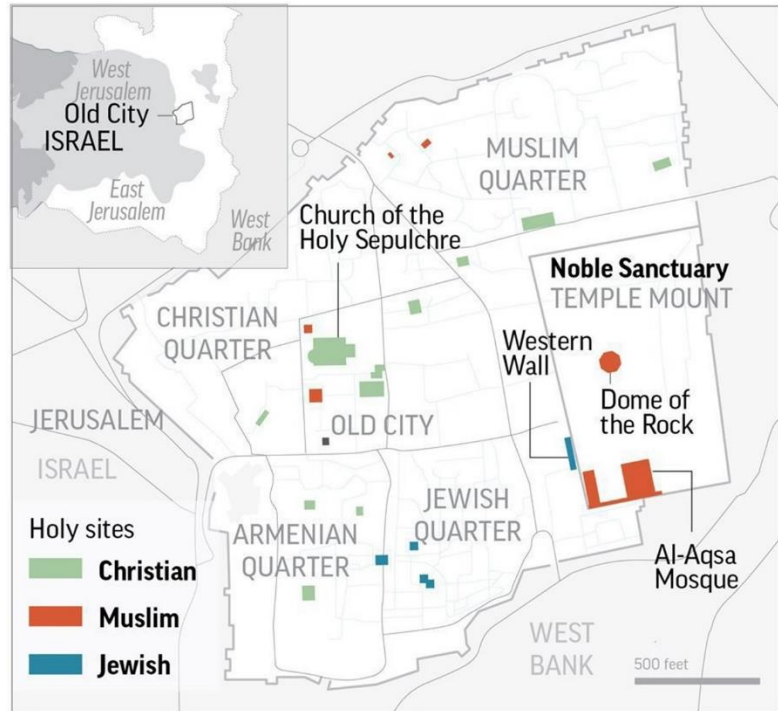 West
Jerusalem
Old City
ISRAEL
East
Jerusalem
West
Bank
MUSLIM
QUARTER
Church of the
Holy Sepulchre
Noble Sanctuary
TEMPLE MOUNT
CHRISTIAN
QUARTER
Western
Wall
Dome of
the Rock
JERUSALEM
OLD CITY
ISRAEL
JEWISH
QUARTER
ARMENIAN
QUARTER
Al-Aqsa
Mosque
Holy sites
Christian
Muslim
Jewish
WEST
BANK
500 feet